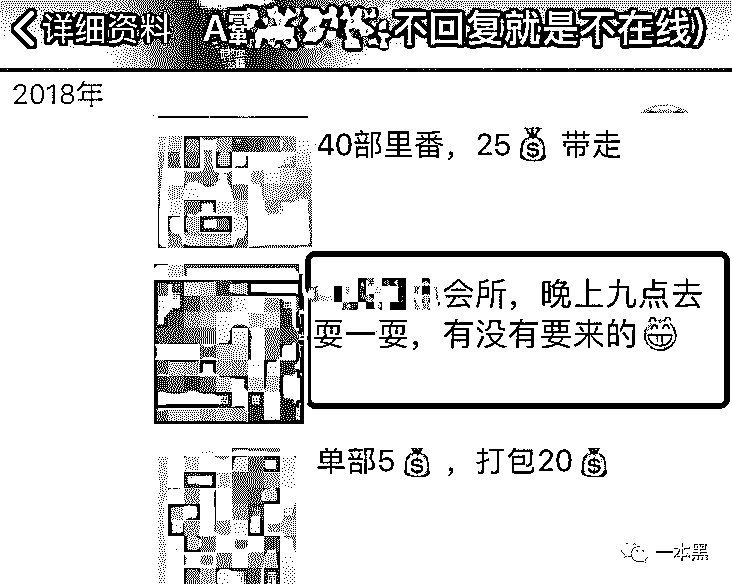 详细资料 A 不回复就是不在线)
2018年
40部里番，25💰 带走
会所，晚上九点去
耍一耍，有没有要来的😁
单部5💰，打包20💰
一本黑